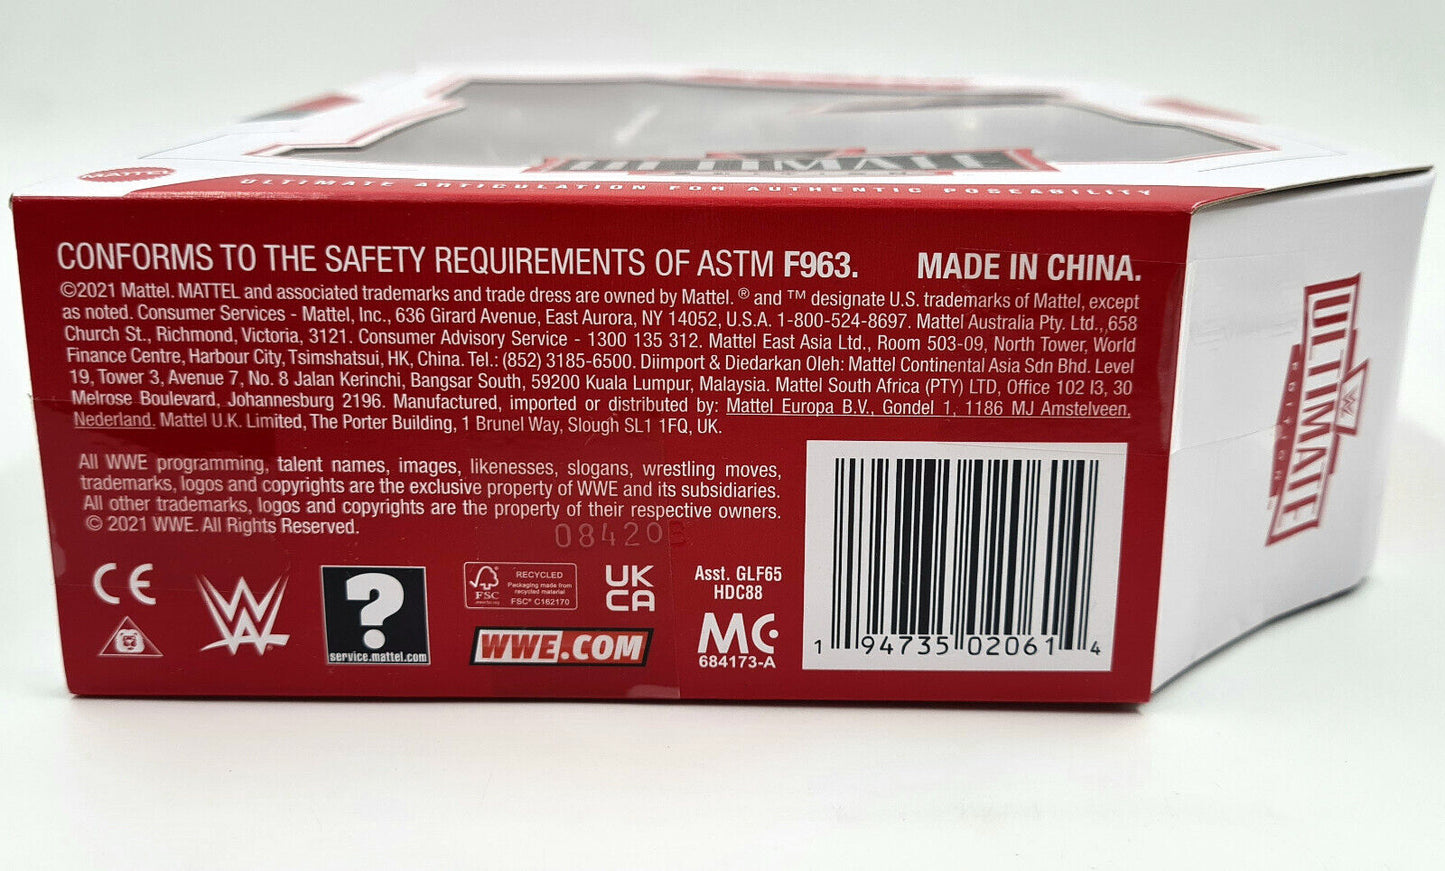 MATTEL
ULTIMATE ARTICULATION FOR AUTHENTIC POSEABILITY
ULTIMATE
CONFORMS TO THE SAFETY REQUIREMENTS OF ASTM F963. MADE IN CHINA.
©2021 Mattel. MATTEL and associated trademarks and trade dress are owned by Mattel. ® and ™ designate U.S. trademarks of Mattel, except
as noted. Consumer Services - Mattel, Inc., 636 Girard Avenue, East Aurora, NY 14052, U.S.A. 1-800-524-8697. Mattel Australia Pty. Ltd., 658
Church St., Richmond, Victoria, 3121. Consumer Advisory Service - 1300 135 312. Mattel East Asia Ltd., Room 503-09, North Tower, World
Finance Centre, Harbour City, Tsimshatsui, HK, China. Tel.: (852) 3185-6500. Diimport & Diedarkan Oleh: Mattel Continental Asia Sdn Bhd. Level
19, Tower 3, Avenue 7, No. 8 Jalan Kerinchi, Bangsar South, 59200 Kuala Lumpur, Malaysia. Mattel South Africa (PTY) LTD, Office 102 I3, 30
Melrose Boulevard, Johannesburg 2196. Manufactured, imported or distributed by: Mattel Europa B.V., Gondel 1, 1186 MJ Amstelveen,
Nederland. Mattel U.K. Limited, The Porter Building, 1 Brunel Way, Slough SL1 1FQ, UK.
All WWE programming, talent names, images, likenesses, slogans, wrestling moves,
trademarks, logos and copyrights are the exclusive property of WWE and its subsidiaries.
All other trademarks, logos and copyrights are the property of their respective owners.
© 2021 WWE. All Rights Reserved.
08420B
CE
W
?
service.mattel.com
FSC
RECYCLED
Packaging made from
recycled material
FSC® C162170
UK
CA
WWE.COM
Asst. GLF65
HDC88
MC
684173-A
1 94735 02061 4
W
ULTIMATE
EDITION